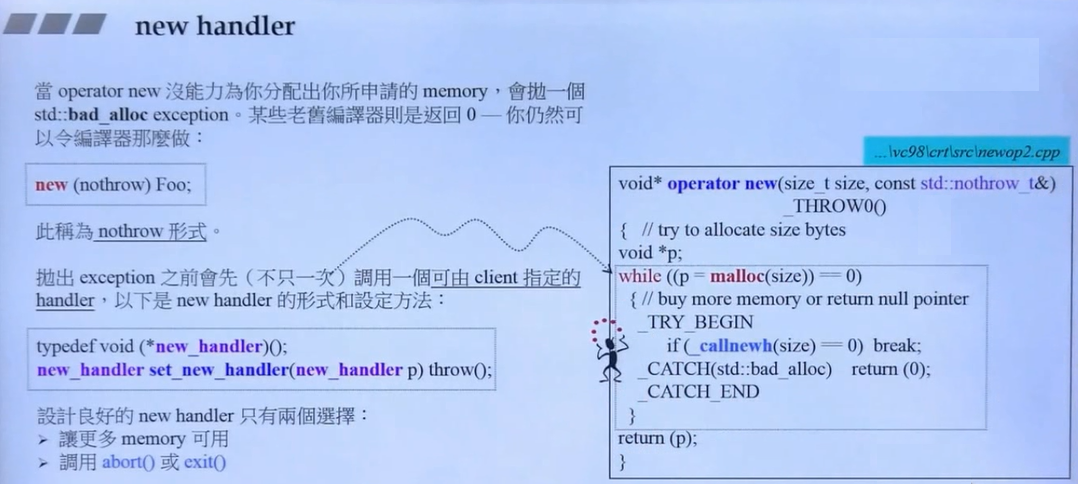 new handler
當 operator new 沒能力為你分配出你所申請的 memory，會拋一個
std::bad_alloc exception。某些老舊編譯器則是返回 0 — 你仍然可
以令編譯器那麼做：
new (nothrow) Foo;
此稱為 nothrow 形式。
拋出 exception 之前會先（不只一次）調用一個可由 client 指定的
handler，以下是 new handler 的形式和設定方法：
typedef void (*new_handler)();
new_handler set_new_handler(new_handler p) throw();
設計良好的 new handler 只有兩個選擇：
➢ 讓更多 memory 可用
➢ 調用 abort() 或 exit()
...\vc98\crt\src\newop2.cpp
void* operator new(size_t size, const std::nothrow_t&)
_THROW0()
{ // try to allocate size bytes
void *p;
while ((p = malloc(size)) == 0)
{ // buy more memory or return null pointer
_TRY_BEGIN
if (_callnewh(size) == 0) break;
_CATCH(std::bad_alloc) return (0);
_CATCH_END
}
return (p);
}